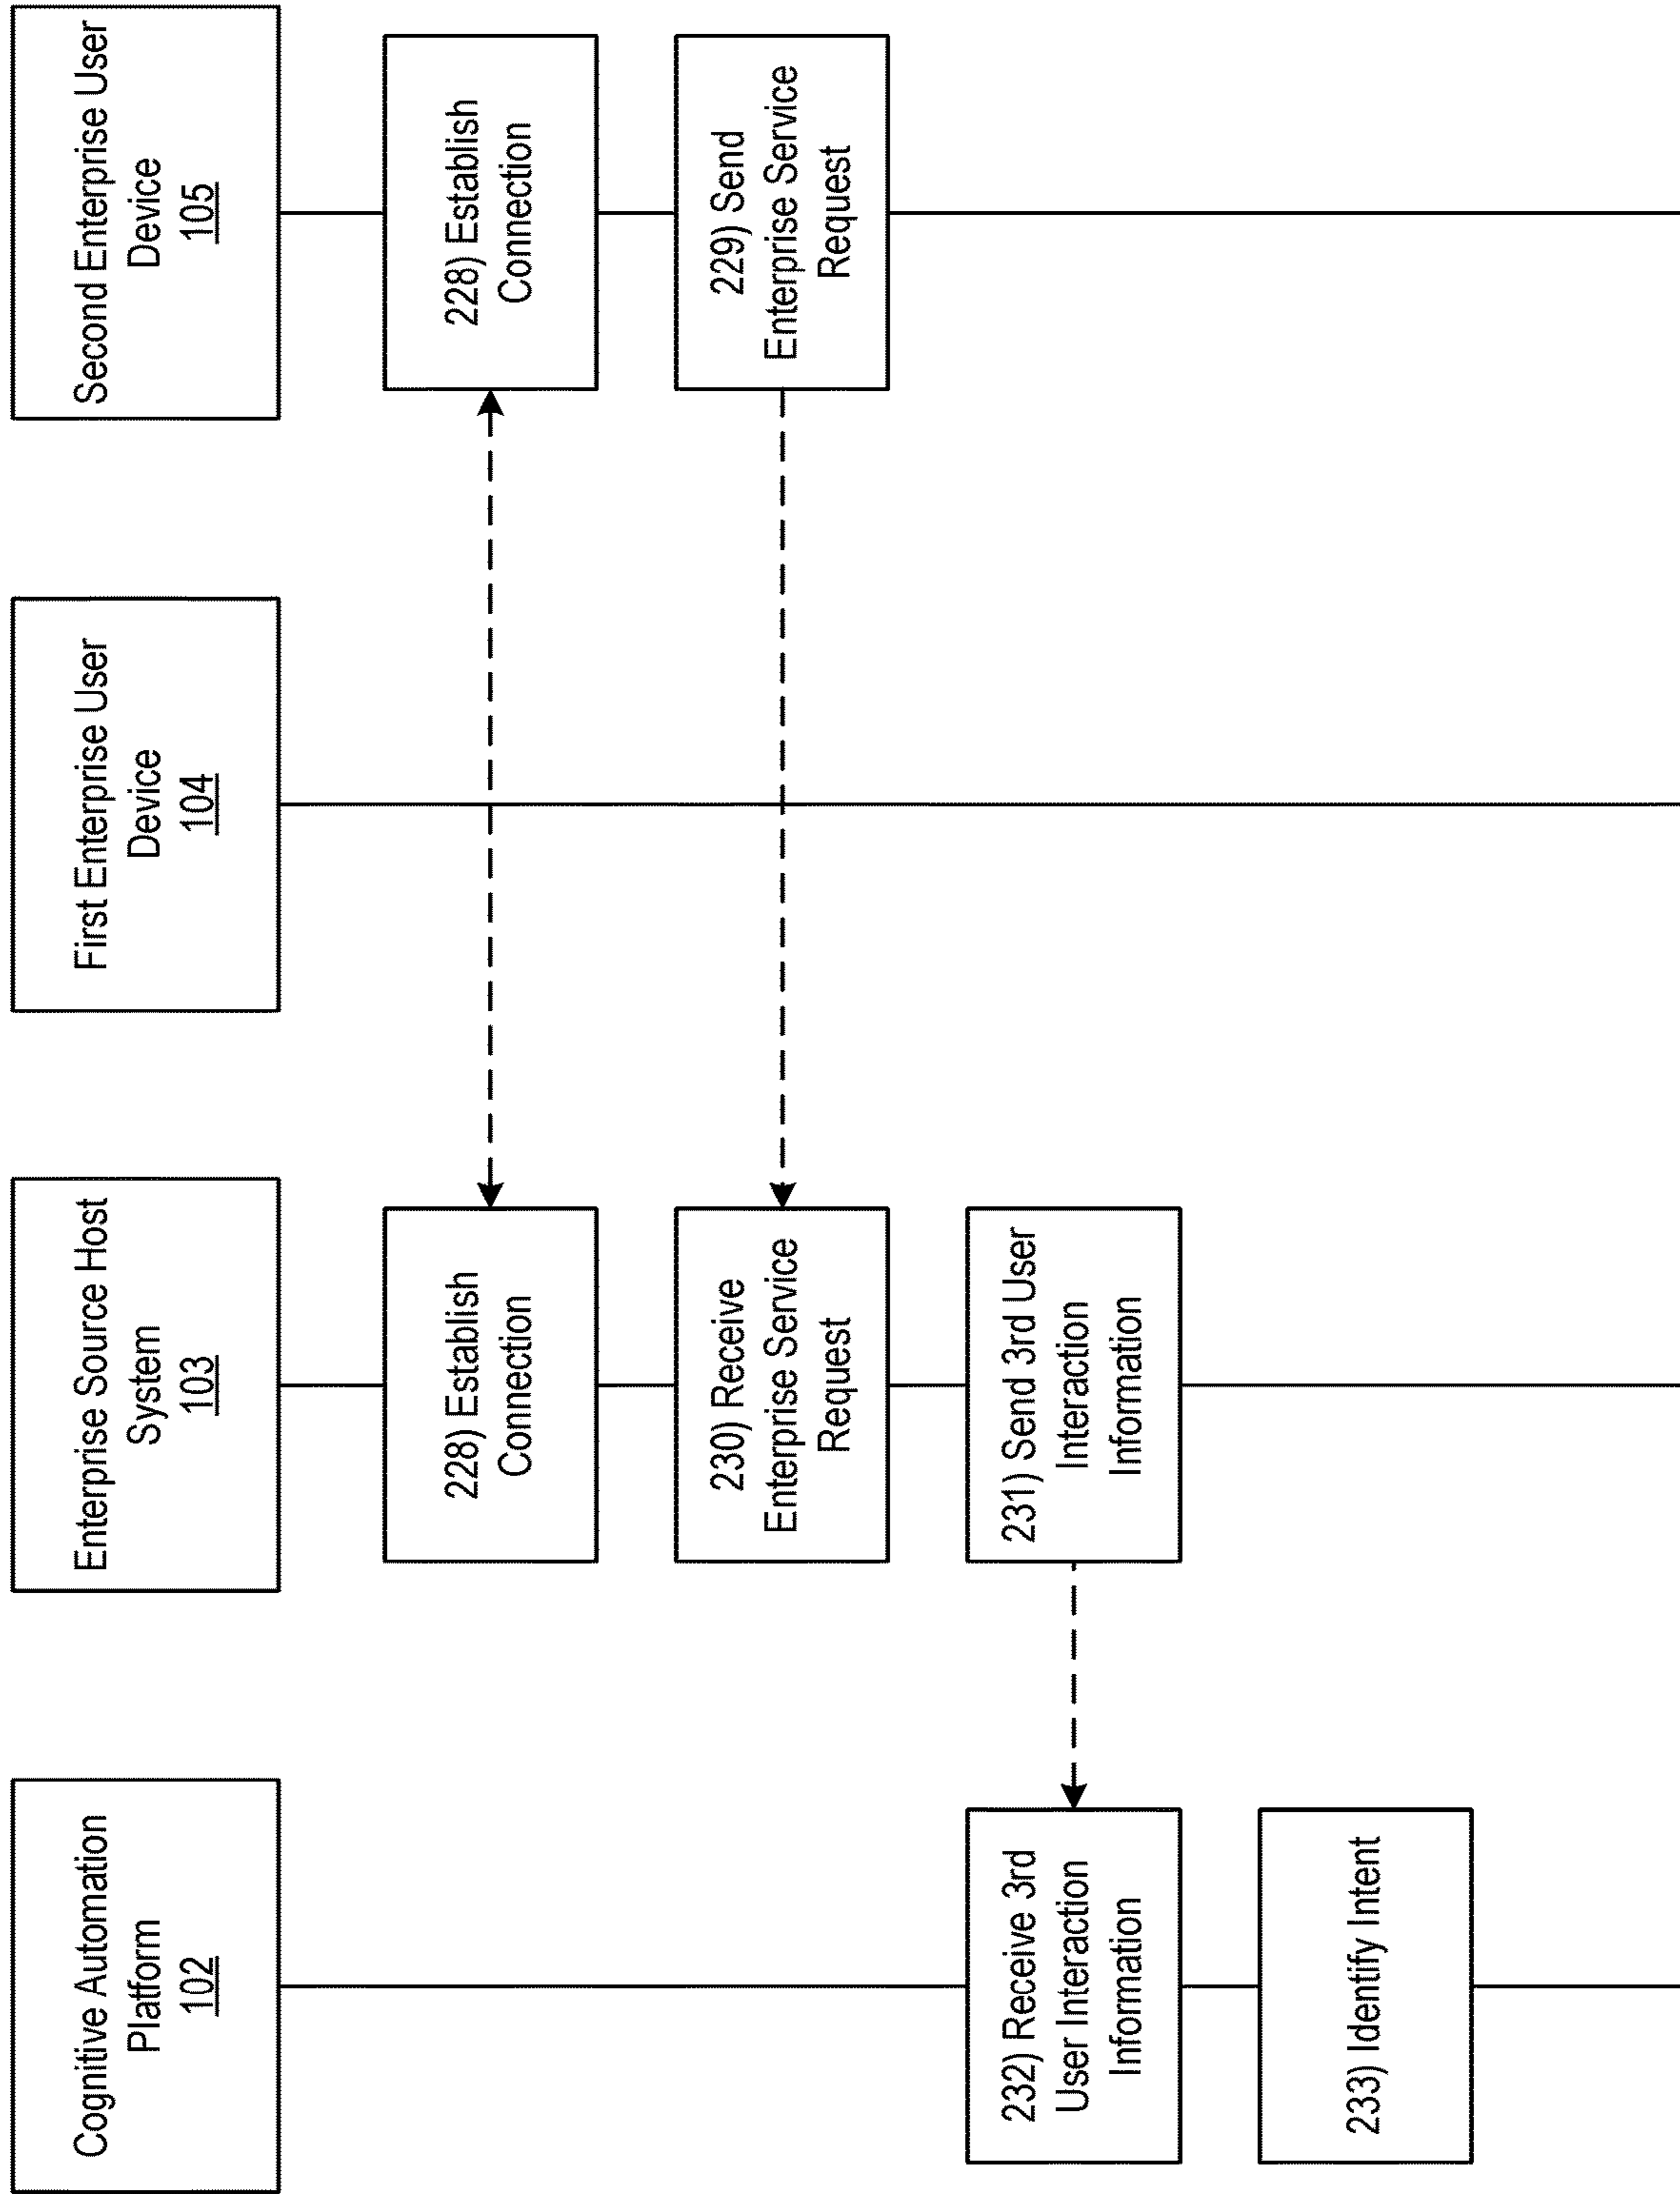 Cognitive Automation
Platform
102
Enterprise Source Host
System
103
First Enterprise User
Device
104
Second Enterprise User
Device
105
228) Establish
Connection
228) Establish
Connection
230) Receive
Enterprise Service
Request
229) Send
Enterprise Service
Request
232) Receive 3rd
User Interaction
Information
231) Send 3rd User
Interaction
Information
233) Identify Intent